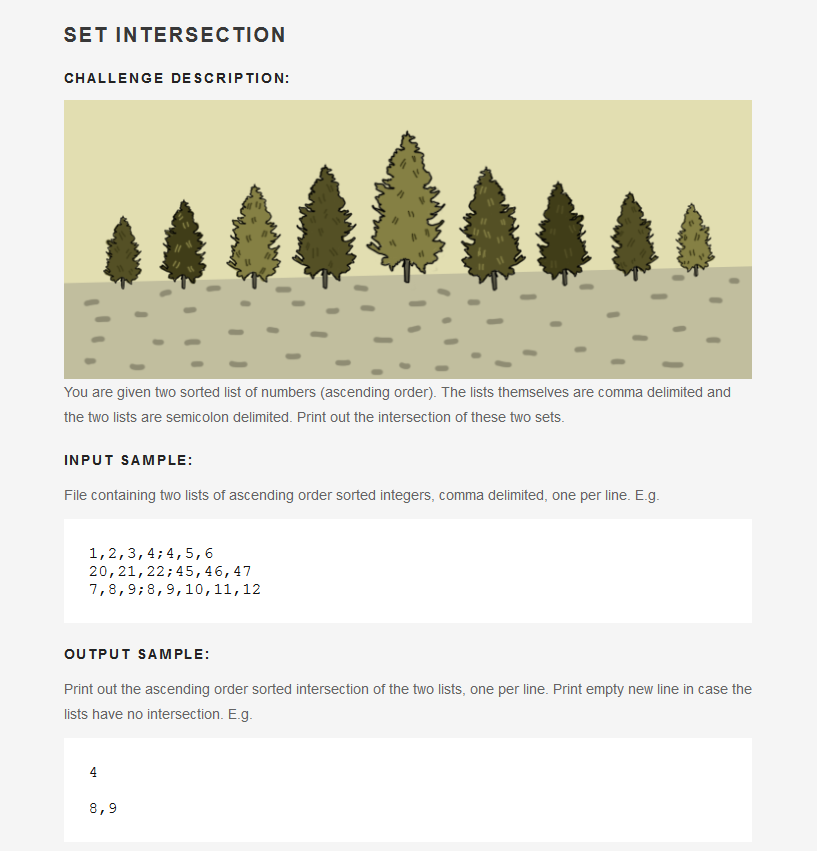 SET INTERSECTION
CHALLENGE DESCRIPTION:
You are given two sorted list of numbers (ascending order). The lists themselves are comma delimited and
the two lists are semicolon delimited. Print out the intersection of these two sets.
INPUT SAMPLE:
File containing two lists of ascending order sorted integers, comma delimited, one per line. E.g.
1,2,3,4;4,5,6
20,21,22;45,46,47
7,8,9;8,9,10,11,12
OUTPUT SAMPLE:
Print out the ascending order sorted intersection of the two lists, one per line. Print empty new line in case the
lists have no intersection. E.g.
4
8,9